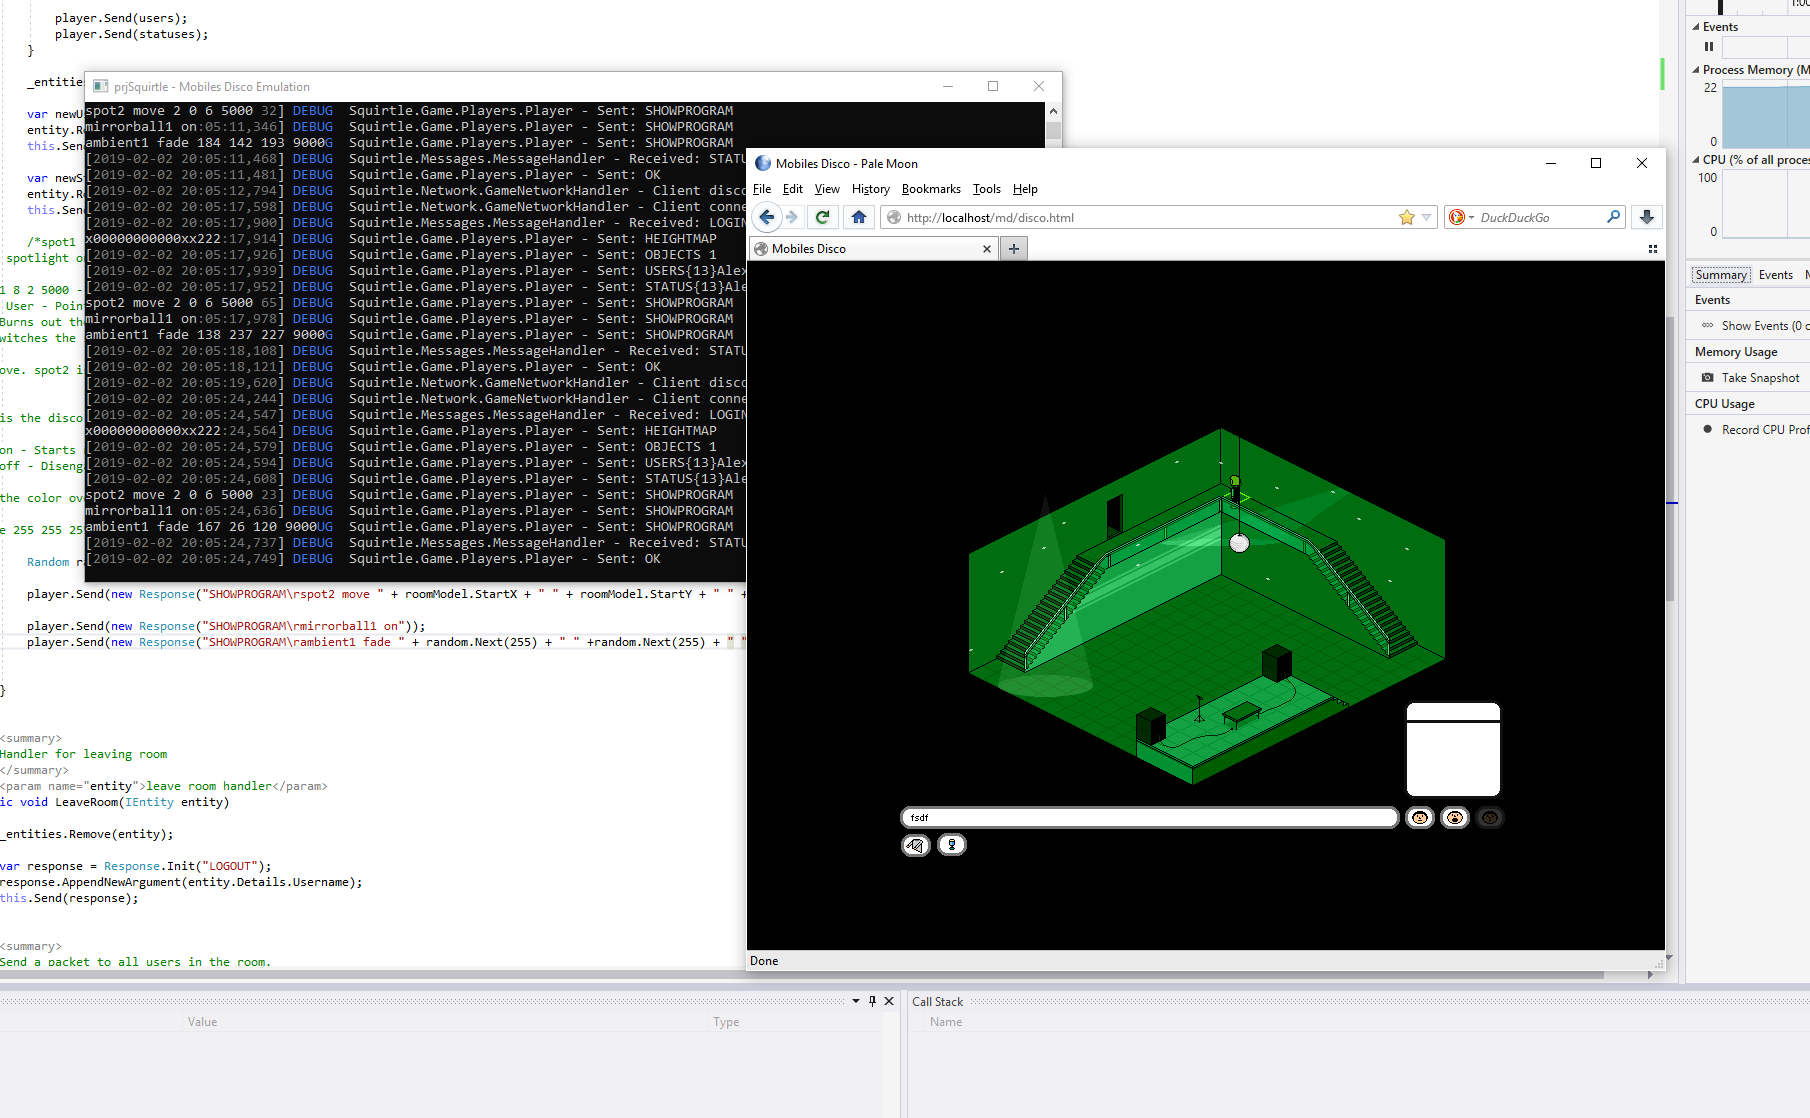 player.Send(users);
player.Send(statuses);
}
_entities
var newU
entity.Re
this.Send
var newS
entity.Re
this.Send
/*spot1
spotlight o
1 8 2 5000 -
User - Poin
Burns out th
witches the
ove. spot2 i
is the disco
on - Starts
off - Diseng
the color ov
e 255 255 25
Random r
player.Send(new Response("SHOWPROGRAM\rspot2 move " + roomModel.StartX + " " + roomModel.StartY + " " +
player.Send(new Response("SHOWPROGRAM\rmirrorball1 on"));
player.Send(new Response("SHOWPROGRAM\rambient1 fade " + random.Next(255) + " " +random.Next(255) + " "
}
<summary>
Handler for leaving room
</summary>
<param name="entity">leave room handler</param>
ic void LeaveRoom(IEntity entity)
_entities.Remove(entity);
var response = Response.Init("LOGOUT");
response.AppendNewArgument(entity.Details.Username);
this.Send(response);
<summary>
Send a packet to all users in the room.
prjSquirtle - Mobiles Disco Emulation
spot2 move 2 0 6 5000 32] DEBUG Squirtle.Game.Players.Player - Sent: SHOWPROGRAM
mirrorball1 on:05:11,346] DEBUG Squirtle.Game.Players.Player - Sent: SHOWPROGRAM
ambient1 fade 184 142 193 9000G Squirtle.Game.Players.Player - Sent: SHOWPROGRAM
[2019-02-02 20:05:11,468] DEBUG Squirtle.Messages.MessageHandler - Received: STATU
[2019-02-02 20:05:11,481] DEBUG Squirtle.Game.Players.Player - Sent: OK
[2019-02-02 20:05:12,794] DEBUG Squirtle.Network.GameNetworkHandler - Client disco
[2019-02-02 20:05:17,598] DEBUG Squirtle.Network.GameNetworkHandler - Client conne
[2019-02-02 20:05:17,900] DEBUG Squirtle.Messages.MessageHandler - Received: LOGIN
x00000000000xx222:17,914] DEBUG Squirtle.Game.Players.Player - Sent: HEIGHTMAP
[2019-02-02 20:05:17,926] DEBUG Squirtle.Game.Players.Player - Sent: OBJECTS 1
[2019-02-02 20:05:17,939] DEBUG Squirtle.Game.Players.Player - Sent: USERS{13}Alex
[2019-02-02 20:05:17,952] DEBUG Squirtle.Game.Players.Player - Sent: STATUS{13}Ale
spot2 move 2 0 6 5000 65] DEBUG Squirtle.Game.Players.Player - Sent: SHOWPROGRAM
mirrorball1 on:05:17,978] DEBUG Squirtle.Game.Players.Player - Sent: SHOWPROGRAM
ambient1 fade 138 237 227 9000G Squirtle.Game.Players.Player - Sent: SHOWPROGRAM
[2019-02-02 20:05:18,108] DEBUG Squirtle.Messages.MessageHandler - Received: STATU
[2019-02-02 20:05:18,121] DEBUG Squirtle.Game.Players.Player - Sent: OK
[2019-02-02 20:05:19,620] DEBUG Squirtle.Network.GameNetworkHandler - Client disco
[2019-02-02 20:05:24,244] DEBUG Squirtle.Network.GameNetworkHandler - Client conne
[2019-02-02 20:05:24,547] DEBUG Squirtle.Messages.MessageHandler - Received: LOGIN
x00000000000xx222:24,564] DEBUG Squirtle.Game.Players.Player - Sent: HEIGHTMAP
[2019-02-02 20:05:24,579] DEBUG Squirtle.Game.Players.Player - Sent: OBJECTS 1
[2019-02-02 20:05:24,594] DEBUG Squirtle.Game.Players.Player - Sent: USERS{13}Alex
[2019-02-02 20:05:24,608] DEBUG Squirtle.Game.Players.Player - Sent: STATUS{13}Ale
spot2 move 2 0 6 5000 23] DEBUG Squirtle.Game.Players.Player - Sent: SHOWPROGRAM
mirrorball1 on:05:24,636] DEBUG Squirtle.Game.Players.Player - Sent: SHOWPROGRAM
ambient1 fade 167 26 120 9000UG Squirtle.Game.Players.Player - Sent: SHOWPROGRAM
[2019-02-02 20:05:24,737] DEBUG Squirtle.Messages.MessageHandler - Received: STATU
[2019-02-02 20:05:24,749] DEBUG Squirtle.Game.Players.Player - Sent: OK
Mobiles Disco - Pale Moon
File Edit View History Bookmarks Tools Help
http://localhost/md/disco.html
DuckDuckGo
Mobiles Disco
fsdf
Done
1:00
Events
Process Memory (M
22
0
CPU (% of all proce
100
0
Summary Events M
Events
Show Events (0 o
Memory Usage
Take Snapshot
CPU Usage
Record CPU Prof
Value Type
Call Stack
Name